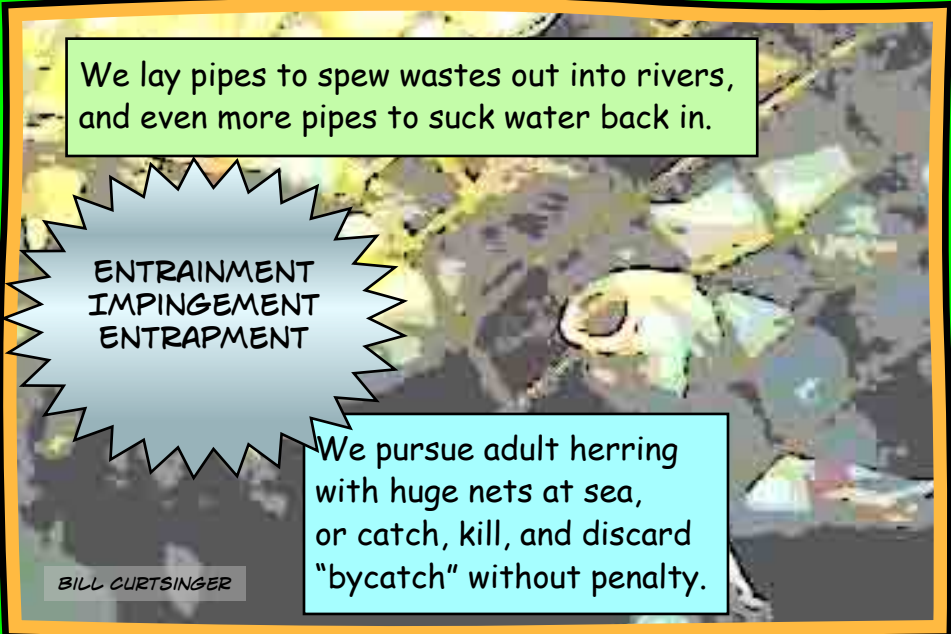 We lay pipes to spew wastes out into rivers,
and even more pipes to suck water back in.
ENTRAINMENT
IMPINGEMENT
ENTRAPMENT
We pursue adult herring
with huge nets at sea,
or catch, kill, and discard
“bycatch” without penalty.
BILL CURTSINGER